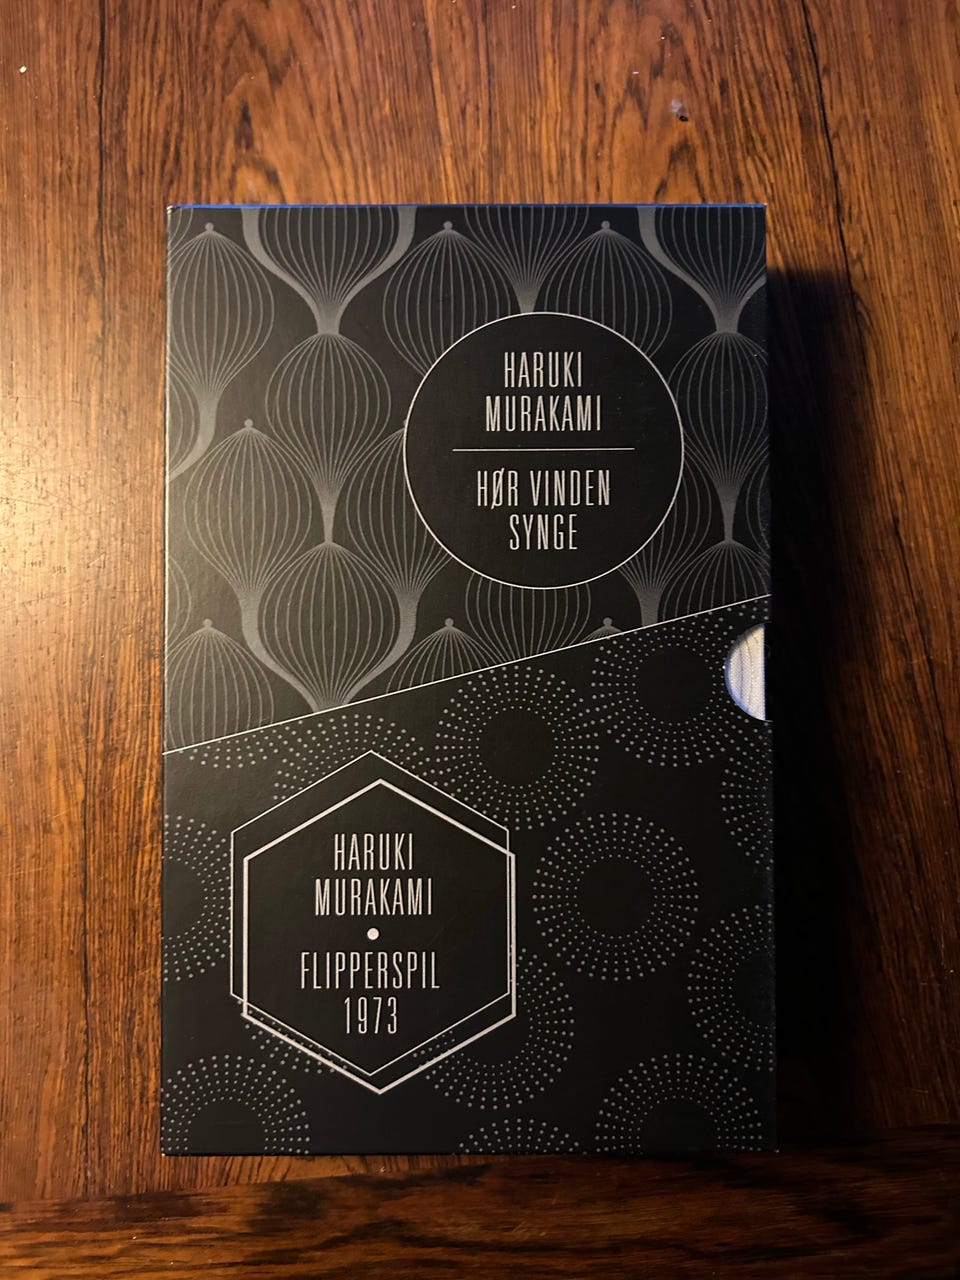 HARUKI
MURAKAMI
HØR VINDEN
SYNGE
HARUKI
MURAKAMI
FLIPPERSPIL
1973